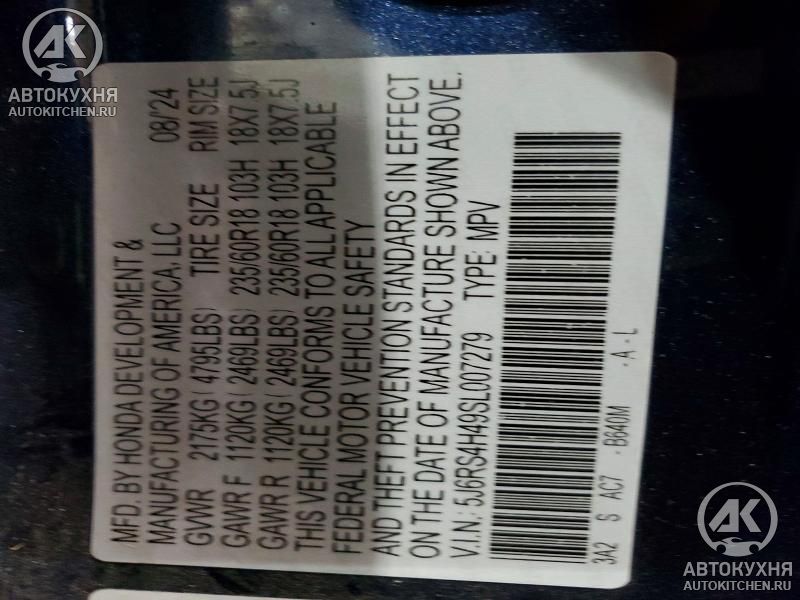 AK
АВТОКУХНЯ
AUTOKITCHEN.RU
MFD. BY HONDA DEVELOPMENT &
MANUFACTURING OF AMERICA, LLC 08/'24
GVWR 2175KG ( 4795LBS) TIRE SIZE RIM SIZE
GAWR F 1120KG ( 2469LBS) 235/60R18 103H 18X7.5J
GAWR R 1120KG ( 2469LBS) 235/60R18 103H 18X7.5J
THIS VEHICLE CONFORMS TO ALL APPLICABLE
FEDERAL MOTOR VEHICLE SAFETY
AND THEFT PREVENTION STANDARDS IN EFFECT
ON THE DATE OF MANUFACTURE SHOWN ABOVE.
V.I.N: 5J6RS4H49SL007279 TYPE: MPV
3A2 S AC7 - B640M - A - L
AK
АВТОКУХНЯ
AUTOKITCHEN.RU